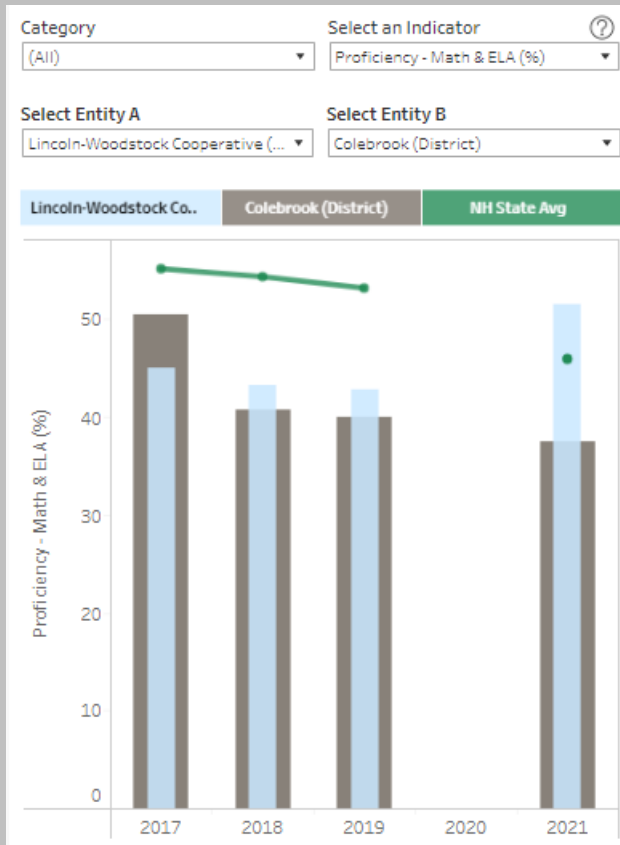 Category
Select an Indicator
?
(All)
Proficiency - Math & ELA (%)
Select Entity A
Select Entity B
Lincoln-Woodstock Cooperative (...
Colebrook (District)
Lincoln-Woodstock Co..
Colebrook (District)
NH State Avg
Proficiency - Math & ELA (%)
50
40
30
20
10
0
2017
2018
2019
2020
2021